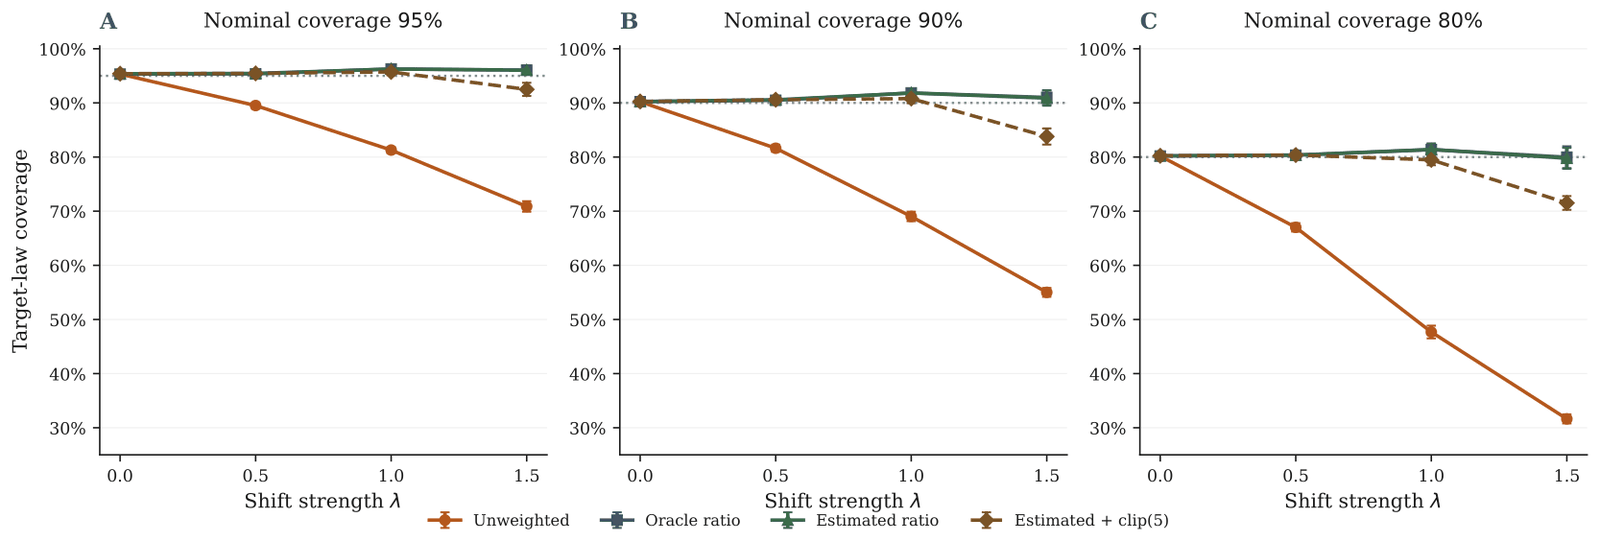 A Nominal coverage 95%
B Nominal coverage 90%
C Nominal coverage 80%
Target-law coverage
100%
90%
80%
70%
60%
50%
40%
30%
0.0 0.5 1.0 1.5
Shift strength λ
100%
90%
80%
70%
60%
50%
40%
30%
0.0 0.5 1.0 1.5
Shift strength λ
100%
90%
80%
70%
60%
50%
40%
30%
0.0 0.5 1.0 1.5
Shift strength λ
Unweighted Oracle ratio Estimated ratio Estimated + clip(5)